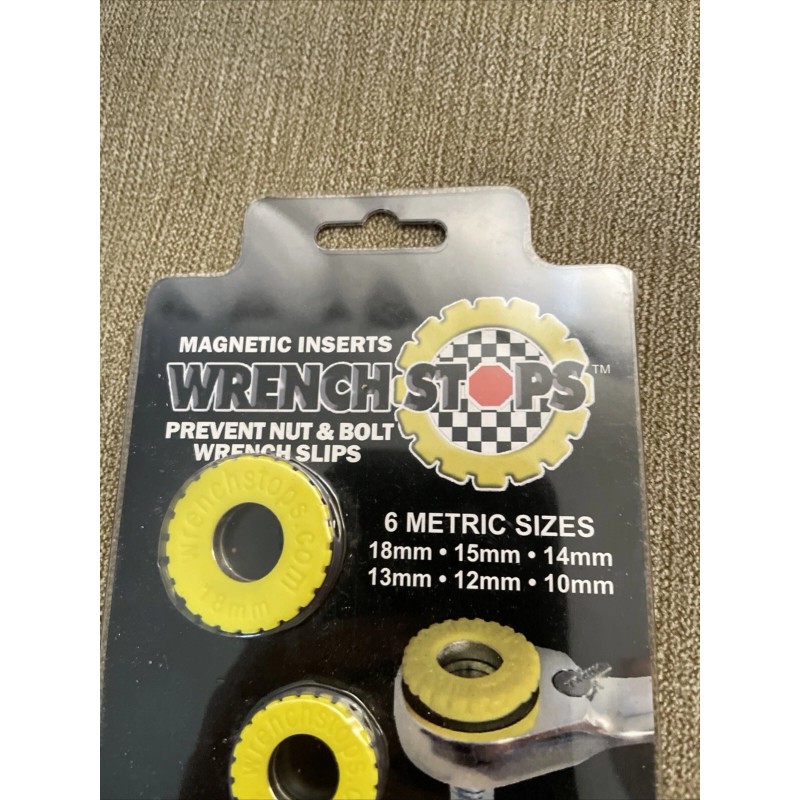 MAGNETIC INSERTS
WRENCH STOPS™
PREVENT NUT & BOLT
WRENCH SLIPS
wrenchstops.com
18mm
6 METRIC SIZES
18mm • 15mm • 14mm
13mm • 12mm • 10mm
wrenchstops.c